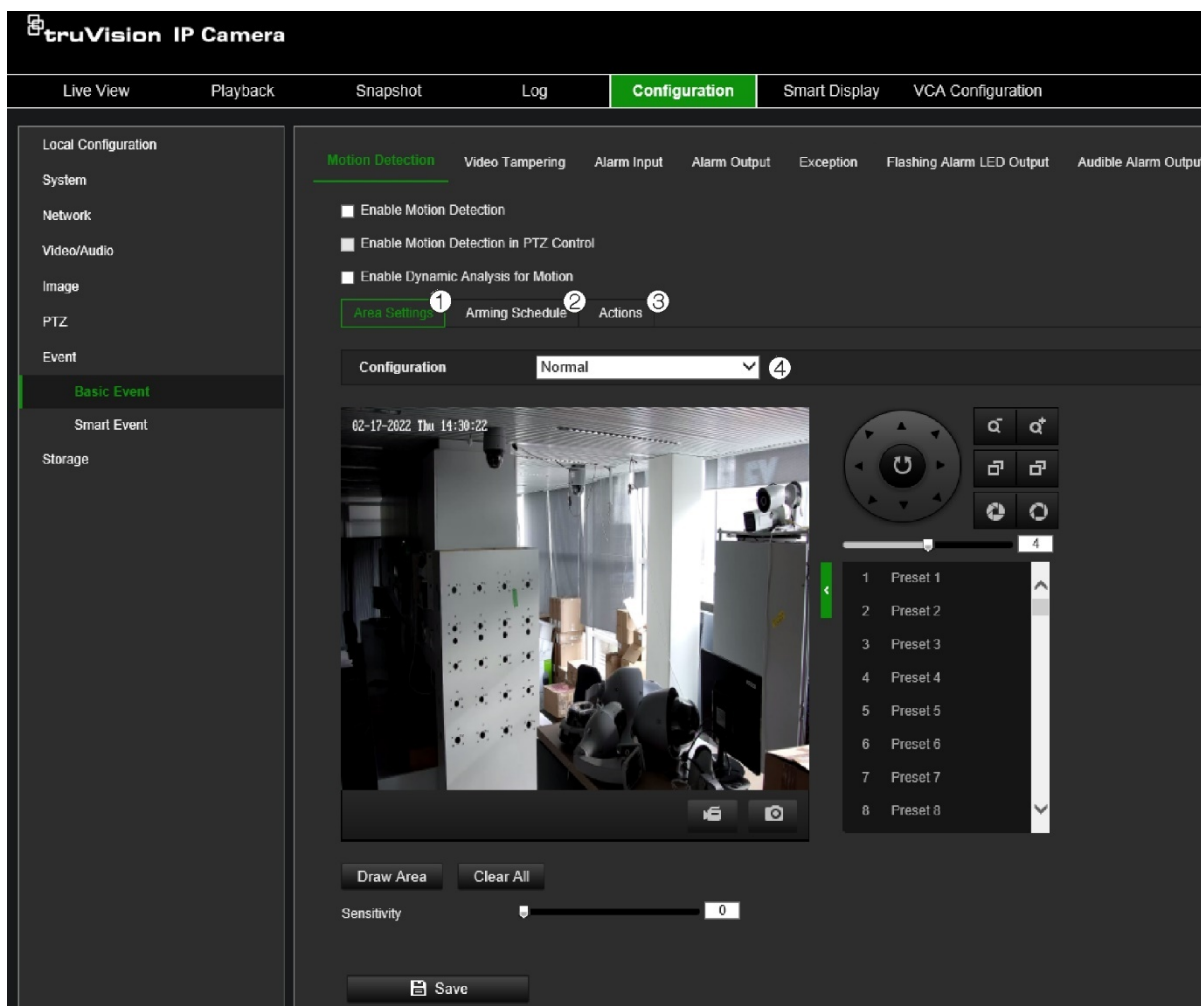 truVision IP Camera
Live View Playback Snapshot Log Configuration Smart Display VCA Configuration
Local Configuration
System
Network
Video/Audio
Image
PTZ
Event
Basic Event
Smart Event
Storage
Motion Detection Video Tampering Alarm Input Alarm Output Exception Flashing Alarm LED Output Audible Alarm Outpu
Enable Motion Detection
Enable Motion Detection in PTZ Control
Enable Dynamic Analysis for Motion
Area Settings 1 Arming Schedule 2 Actions 3
Configuration Normal 4
02-17-2022 Thu 14:30:22
4
1 Preset 1
2 Preset 2
3 Preset 3
4 Preset 4
5 Preset 5
6 Preset 6
7 Preset 7
8 Preset 8
Draw Area Clear All
Sensitivity 0
Save